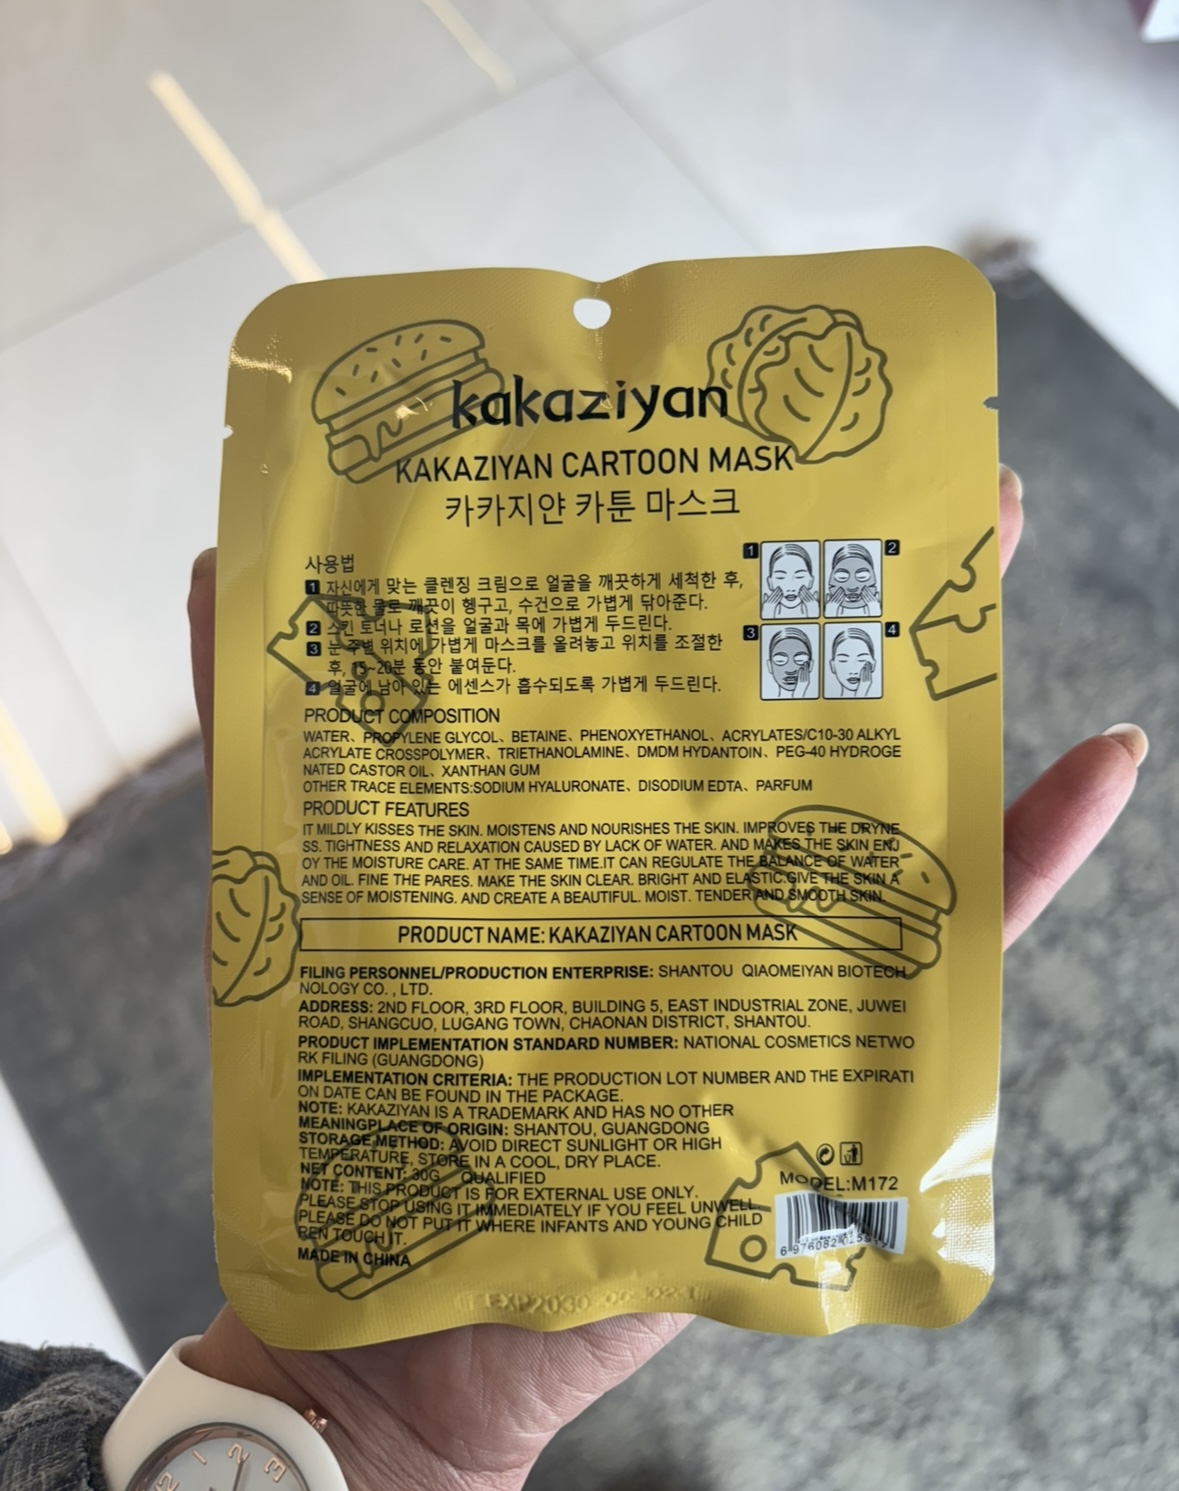 kakaziyan
KAKAZIYAN CARTOON MASK
카카지얀 카툰 마스크
사용법
1 자신에게 맞는 클렌징 크림으로 얼굴을 깨끗하게 세척한 후,
따뜻한 물로 깨끗이 헹구고, 수건으로 가볍게 닦아준다.
2 스킨 토너나 로션을 얼굴과 목에 가볍게 두드린다.
3 눈 주변 위치에 가볍게 마스크를 올려놓고 위치를 조절한
후, 15~20분 동안 붙여둔다.
4 얼굴에 남아 있는 에센스가 흡수되도록 가볍게 두드린다.
1 2
3 4
PRODUCT COMPOSITION
WATER、PROPYLENE GLYCOL、BETAINE、PHENOXYETHANOL、ACRYLATES/C10-30 ALKYL
ACRYLATE CROSSPOLYMER、TRIETHANOLAMINE、DMDM HYDANTOIN、PEG-40 HYDROGE
NATED CASTOR OIL、XANTHAN GUM
OTHER TRACE ELEMENTS:SODIUM HYALURONATE、DISODIUM EDTA、PARFUM
PRODUCT FEATURES
IT MILDLY KISSES THE SKIN. MOISTENS AND NOURISHES THE SKIN. IMPROVES THE DRYNE
SS. TIGHTNESS AND RELAXATION CAUSED BY LACK OF WATER. AND MAKES THE SKIN ENJ
OY THE MOISTURE CARE. AT THE SAME TIME.IT CAN REGULATE THE BALANCE OF WATER
AND OIL. FINE THE PARES. MAKE THE SKIN CLEAR. BRIGHT AND ELASTIC.GIVE THE SKIN A
SENSE OF MOISTENING. AND CREATE A BEAUTIFUL. MOIST. TENDER AND SMOOTH SKIN.
PRODUCT NAME: KAKAZIYAN CARTOON MASK
FILING PERSONNEL/PRODUCTION ENTERPRISE: SHANTOU QIAOMEIYAN BIOTECH
NOLOGY CO. , LTD.
ADDRESS: 2ND FLOOR, 3RD FLOOR, BUILDING 5, EAST INDUSTRIAL ZONE, JUWEI
ROAD, SHANGCUO, LUGANG TOWN, CHAONAN DISTRICT, SHANTOU.
PRODUCT IMPLEMENTATION STANDARD NUMBER: NATIONAL COSMETICS NETWO
RK FILING (GUANGDONG)
IMPLEMENTATION CRITERIA: THE PRODUCTION LOT NUMBER AND THE EXPIRATI
ON DATE CAN BE FOUND IN THE PACKAGE.
NOTE: KAKAZIYAN IS A TRADEMARK AND HAS NO OTHER
MEANINGPLACE OF ORIGIN: SHANTOU, GUANGDONG
STORAGE METHOD: AVOID DIRECT SUNLIGHT OR HIGH
TEMPERATURE, STORE IN A COOL, DRY PLACE.
NET CONTENT: 30G QUALIFIED
NOTE: THIS PRODUCT IS FOR EXTERNAL USE ONLY.
PLEASE STOP USING IT IMMEDIATELY IF YOU FEEL UNWELL
PLEASE DO NOT PUT IT WHERE INFANTS AND YOUNG CHILD
REN TOUCH IT.
MADE IN CHINA
MODEL:M172
EXP2030
1 2 3